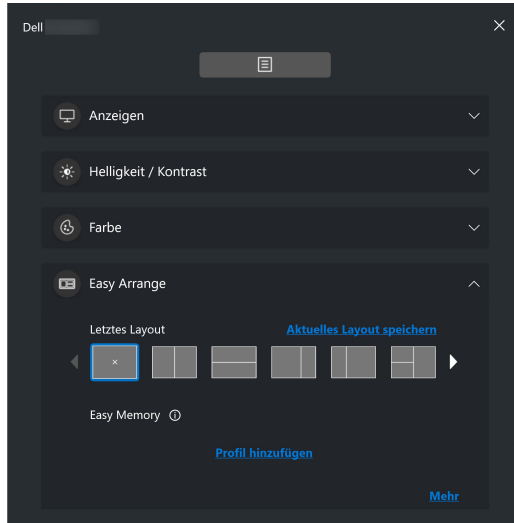 Dell
Anzeigen
Helligkeit / Kontrast
Farbe
Easy Arrange
Letztes Layout
Aktuelles Layout speichern
Easy Memory
Profil hinzufügen
Mehr